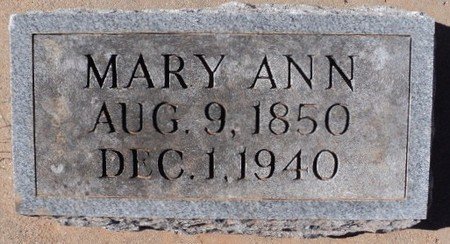 MARY ANN
AUG. 9, 1850
DEC. 1, 1940